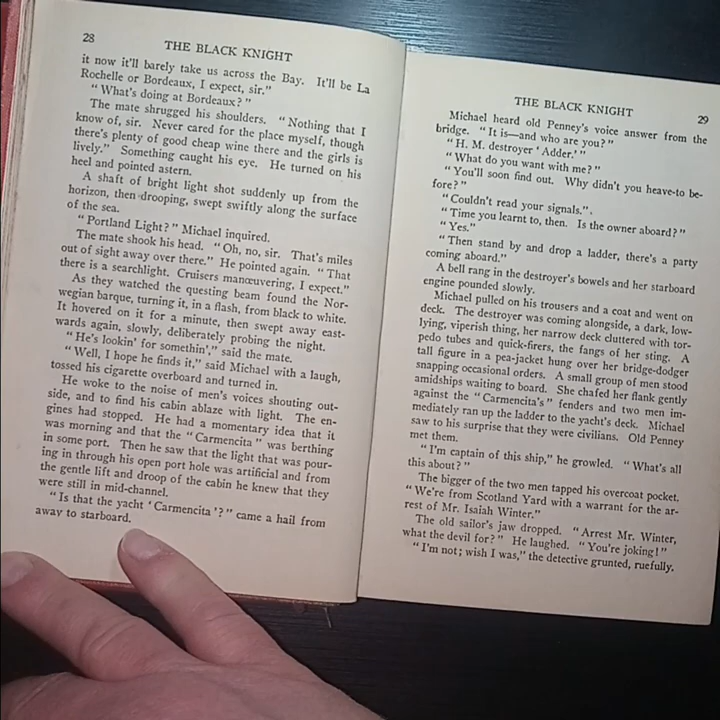 28
THE BLACK KNIGHT
it now it'll barely take us across the Bay. It'll be La
Rochelle or Bordeaux, I expect, sir."
"What's doing at Bordeaux?"
The mate shrugged his shoulders. "Nothing that I
know of, sir. Never cared for the place myself, though
there's plenty of good cheap wine there and the girls is
lively." Something caught his eye. He turned on his
heel and pointed astern.
A shaft of bright light shot suddenly up from the
horizon, then drooping, swept swiftly along the surface
of the sea.
"Portland Light?" Michael inquired.
The mate shook his head. "Oh, no, sir. That's miles
out of sight away over there." He pointed again. "That
there is a searchlight. Cruisers manœuvering, I expect."
As they watched the questing beam found the Nor-
wegian barque, turning it, in a flash, from black to white.
It hovered on it for a minute, then swept away east-
wards again, slowly, deliberately probing the night.
"He's lookin' for somethin'," said the mate.
"Well, I hope he finds it," said Michael with a laugh,
tossed his cigarette overboard and turned in.
He woke to the noise of men's voices shouting out-
side, and to find his cabin ablaze with light. The en-
gines had stopped. He had a momentary idea that it
was morning and that the "Carmencita" was berthing
in some port. Then he saw that the light that was pour-
ing in through his open port hole was artificial and from
the gentle lift and droop of the cabin he knew that they
were still in mid-channel.
"Is that the yacht 'Carmencita'?" came a hail from
away to starboard.
THE BLACK KNIGHT
29
Michael heard old Penney's voice answer from the
bridge. "It is—and who are you?"
"H. M. destroyer 'Adder.'"
"What do you want with me?"
"You'll soon find out. Why didn't you heave-to be-
fore?"
"Couldn't read your signals."
"Time you learnt to, then. Is the owner aboard?"
"Yes."
"Then stand by and drop a ladder, there's a party
coming aboard."
A bell rang in the destroyer's bowels and her starboard
engine pounded slowly.
Michael pulled on his trousers and a coat and went on
deck. The destroyer was coming alongside, a dark, low-
lying, viperish thing, her narrow deck cluttered with tor-
pedo tubes and quick-firers, the fangs of her sting. A
tall figure in a pea-jacket hung over her bridge-dodger
snapping occasional orders. A small group of men stood
amidships waiting to board. She chafed her flank gently
against the "Carmencita's" fenders and two men im-
mediately ran up the ladder to the yacht's deck. Michael
saw to his surprise that they were civilians. Old Penney
met them.
"I'm captain of this ship," he growled. "What's all
this about?"
The bigger of the two men tapped his overcoat pocket.
"We're from Scotland Yard with a warrant for the ar-
rest of Mr. Isaiah Winter."
The old sailor's jaw dropped. "Arrest Mr. Winter,
what the devil for?" He laughed. "You're joking!"
"I'm not; wish I was," the detective grunted, ruefully.